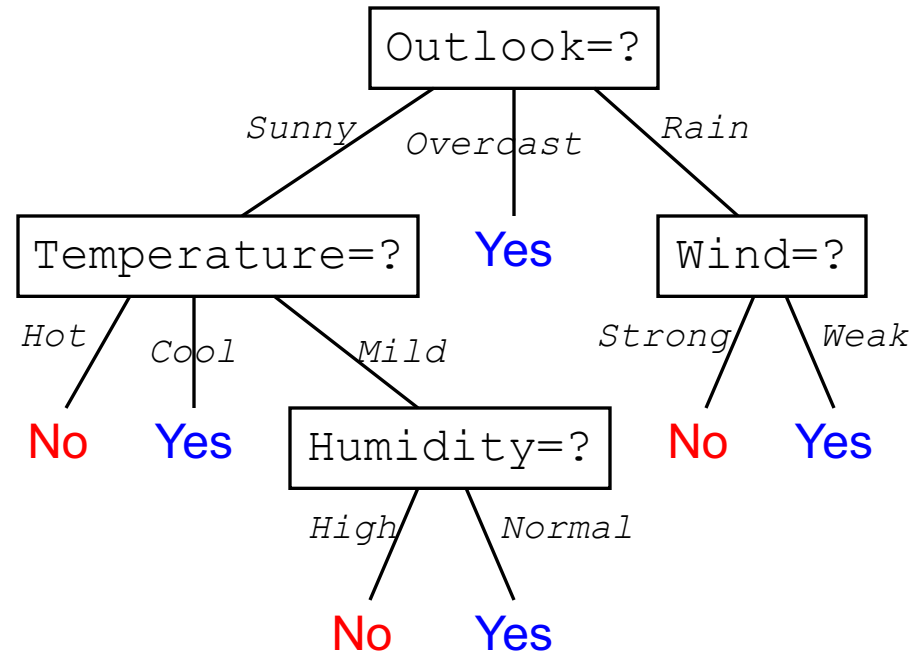 Outlook=?
Sunny
Overcast
Rain
Temperature=?
Yes
Wind=?
Hot
Cool
Mild
Strong
Weak
No
Yes
Humidity=?
No
Yes
High
Normal
No
Yes